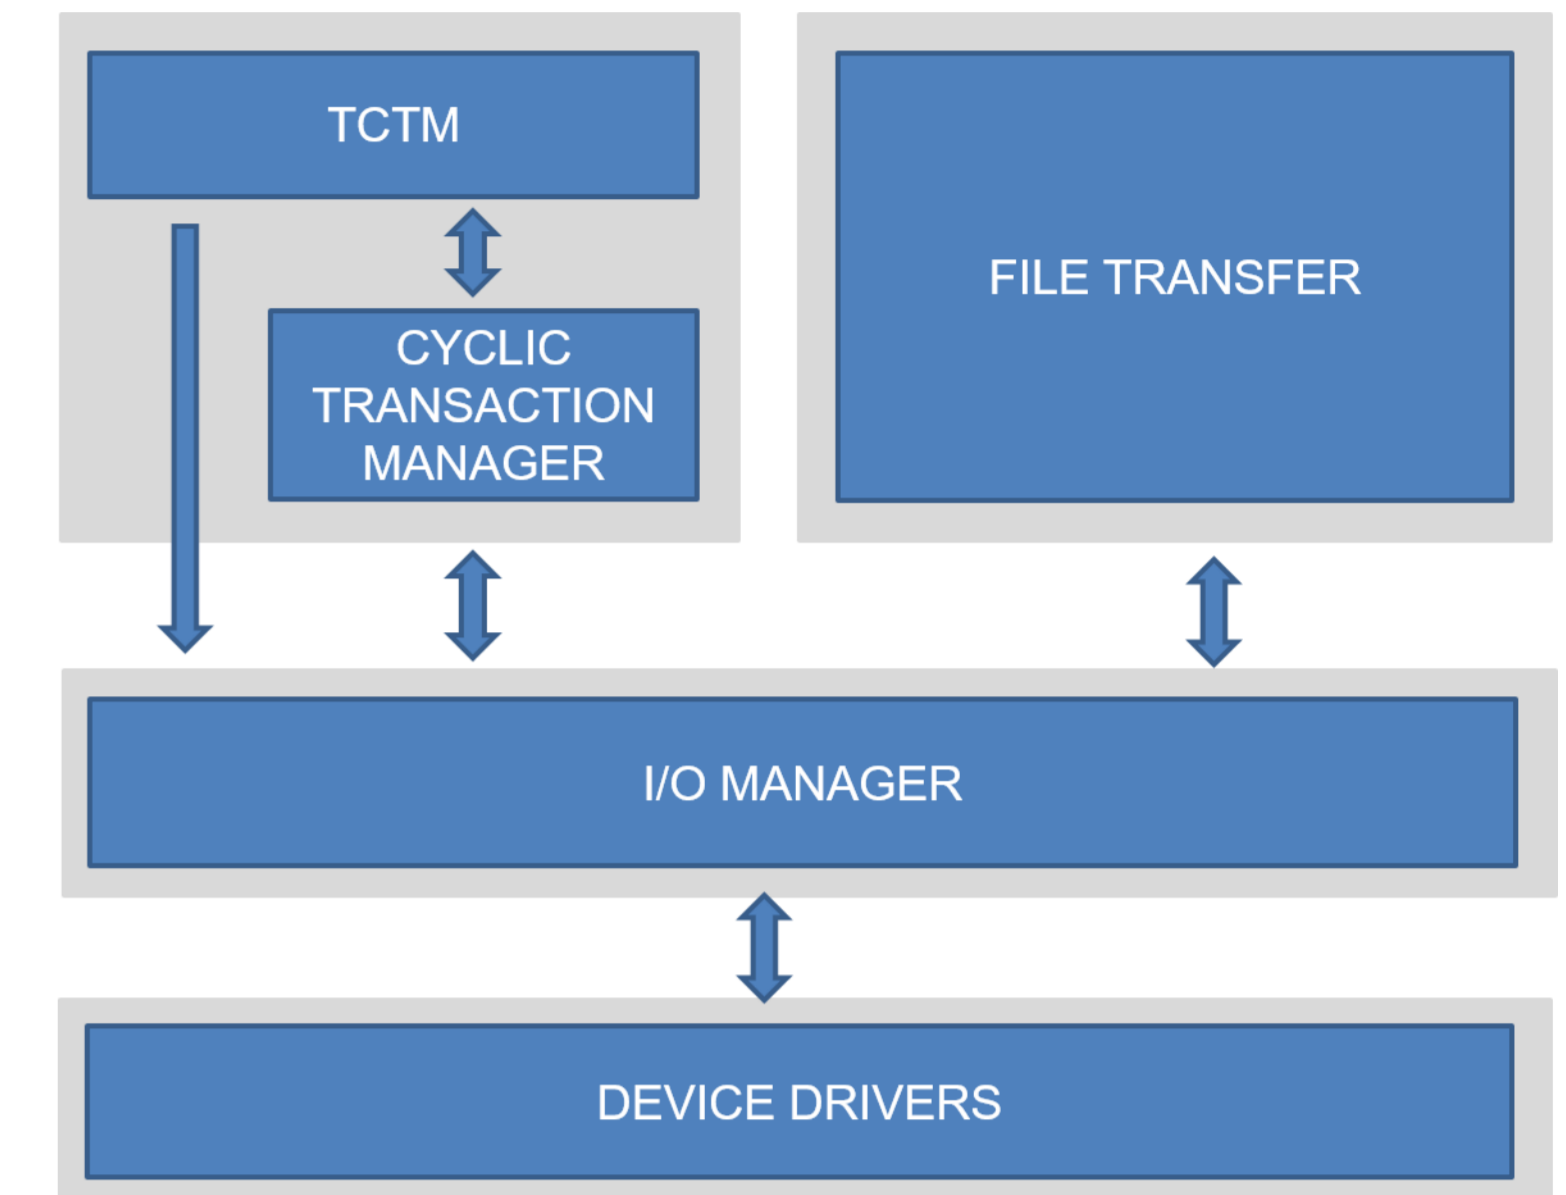 TCTM
FILE TRANSFER
CYCLIC
TRANSACTION
MANAGER
I/O MANAGER
DEVICE DRIVERS